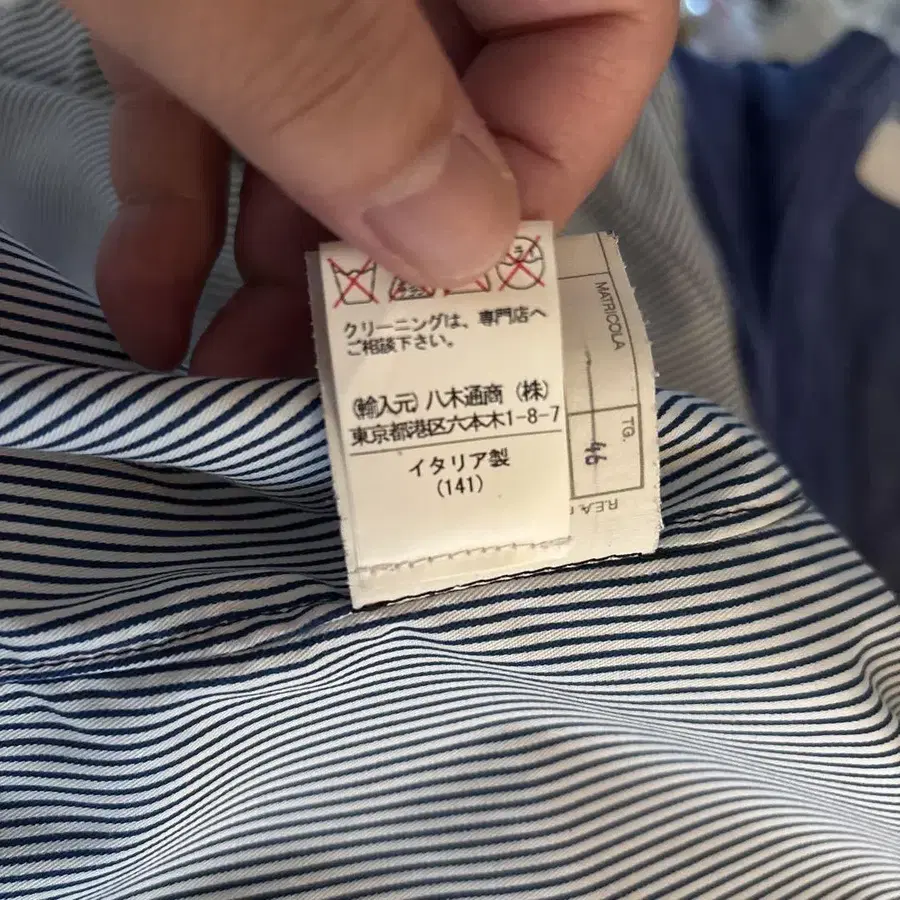 クリーニングは、専門店へ
ご相談下さい。
(輸入元) 八木通商 (株)
東京都港区六本木1-8-7
イタリア製
(141)
MATRICOLA
TG.
46
R.E.A.